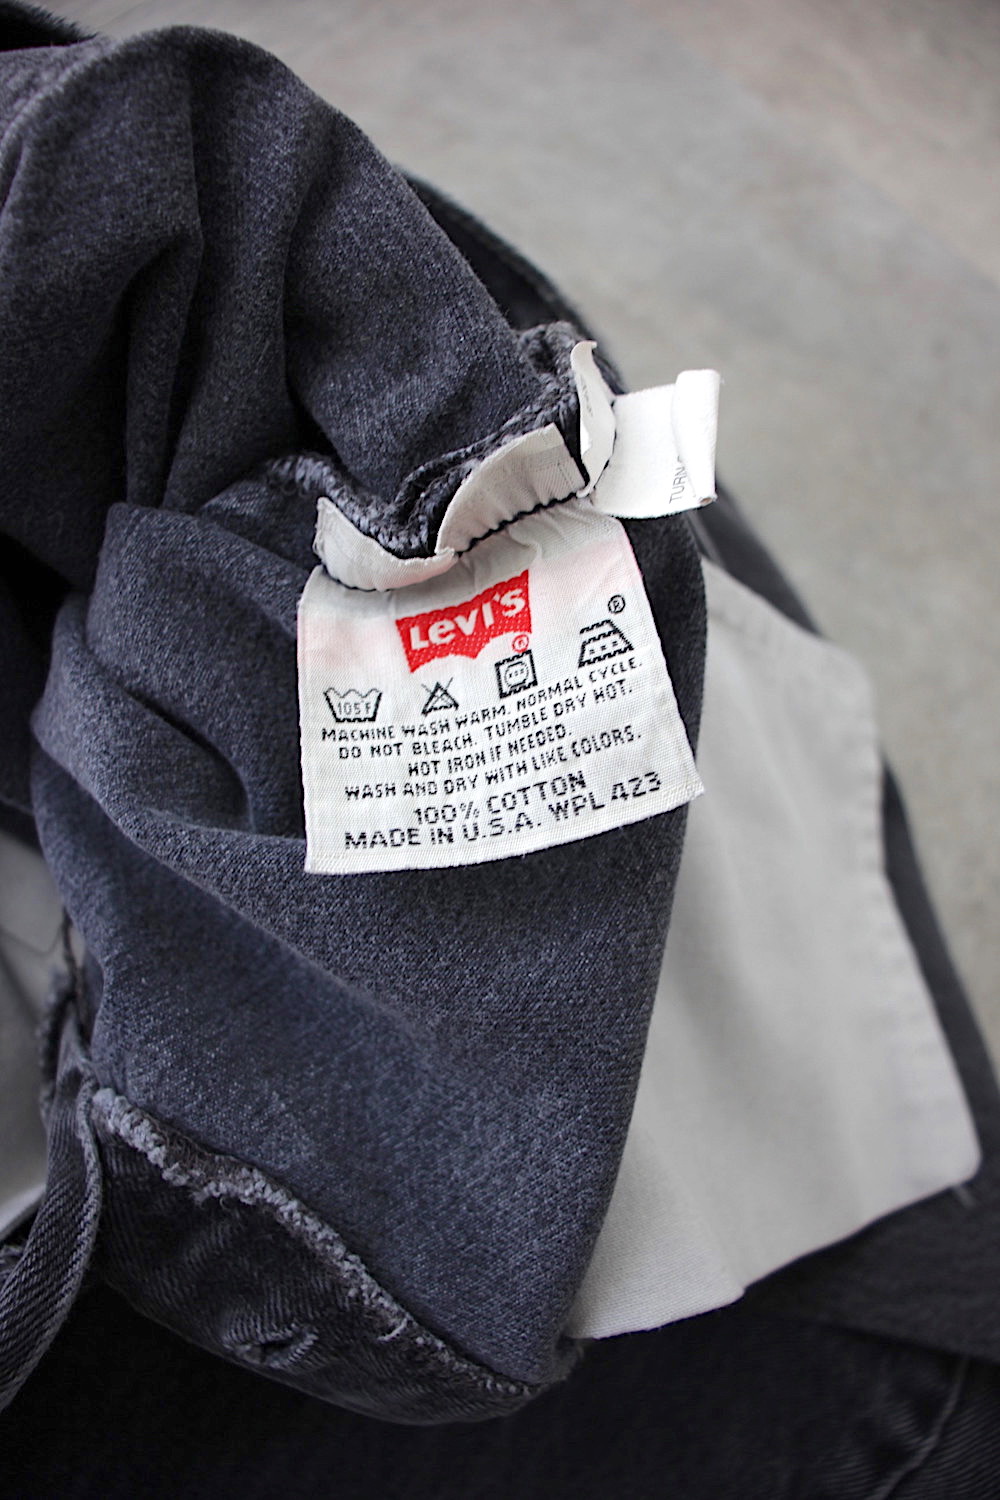 TURN
LEVI'S
®
®
105F
MACHINE WASH WARM. NORMAL CYCLE.
DO NOT BLEACH. TUMBLE DRY HOT.
HOT IRON IF NEEDED.
WASH AND DRY WITH LIKE COLORS.
100% COTTON
MADE IN U.S.A. WPL 423